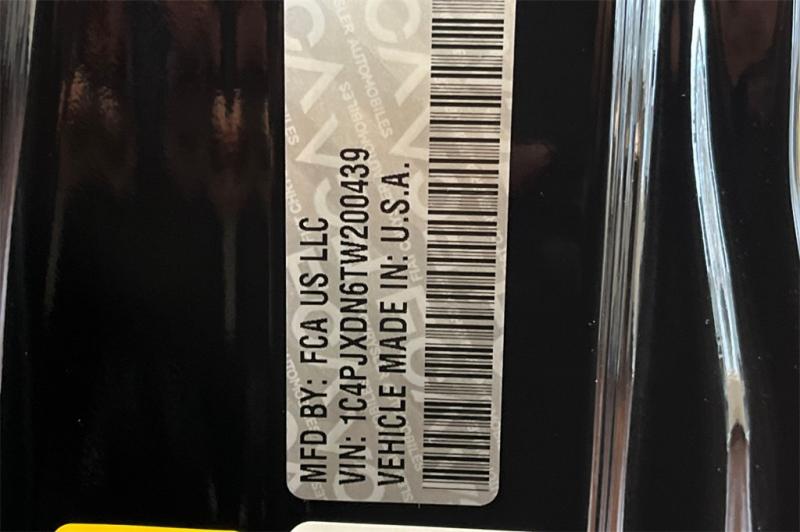 MFD BY: FCA US LLC
VIN: 1C4PJXDN6TW200439
VEHICLE MADE IN: U.S.A.